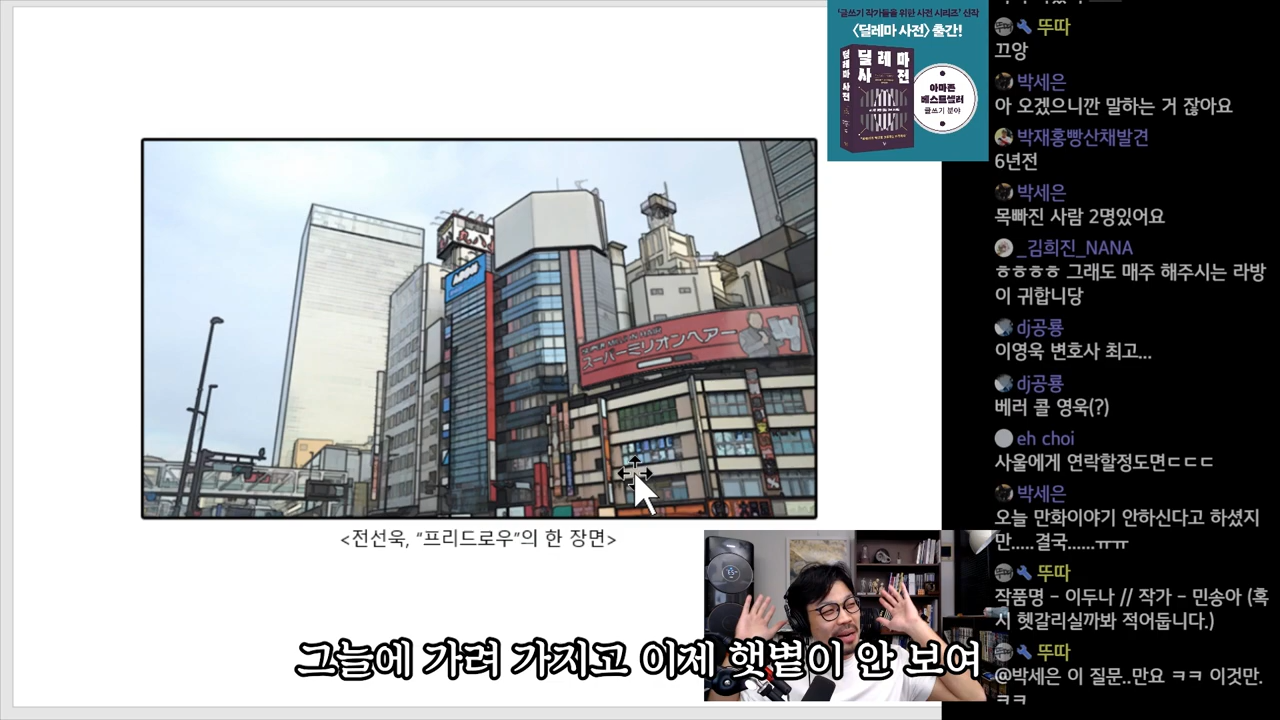 '글쓰기 작가들을 위한 사전 시리즈' 신작
<딜레마 사전> 출간!
딜레마
사전
딜레마 사전
아마존
베스트셀러
글쓰기 분야
スーパーミリオンヘアー
<전선욱, "프리드로우"의 한 장면>
그늘에 가려 가지고 이제 햇볕이 안 보여
뚜따
끄앙
박세은
아 오겠으니깐 말하는 거 잖아요
박재홍빵산채발견
6년전
박세은
목빠진 사람 2명있어요
_김희진_NANA
ㅎㅎㅎㅎ 그래도 매주 해주시는 라방
이 귀합니당
dj공룡
이영욱 변호사 최고...
dj공룡
베러 콜 영욱(?)
eh choi
사울에게 연락할정도면ㄷㄷㄷ
박세은
오늘 만화이야기 안하신다고 하셨지
만.....결국......ㅠㅠ
뚜따
작품명 - 이두나 // 작가 - 민송아 (혹
시 헷갈리실까봐 적어둡니다.)
뚜따
@박세은 이 질문..만요 ㅋㅋ 이것만.
ㅋㅋ